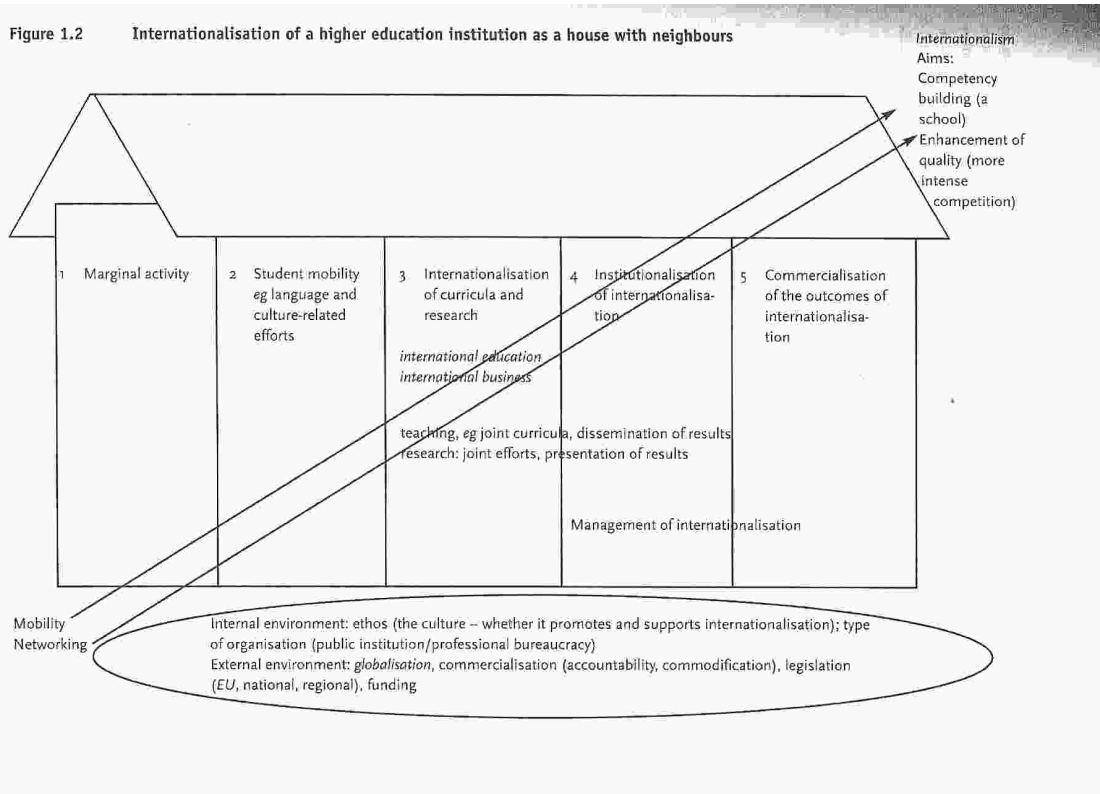 Figure 1.2 Internationalisation of a higher education institution as a house with neighbours
Internationalism
Aims:
Competency
building (a
school)
Enhancement of
quality (more
intense
competition)
1 Marginal activity
2 Student mobility
eg language and
culture-related
efforts
3 Internationalisation
of curricula and
research
international education
international business
4 Institutionalisation
of internationalisa-
tion
5 Commercialisation
of the outcomes of
internationalisa-
tion
teaching, eg joint curricula, dissemination of results
research: joint efforts, presentation of results
Management of internationalisation
Mobility
Networking
Internal environment: ethos (the culture – whether it promotes and supports internationalisation); type
of organisation (public institution/professional bureaucracy)
External environment: globalisation, commercialisation (accountability, commodification), legislation
(EU, national, regional), funding